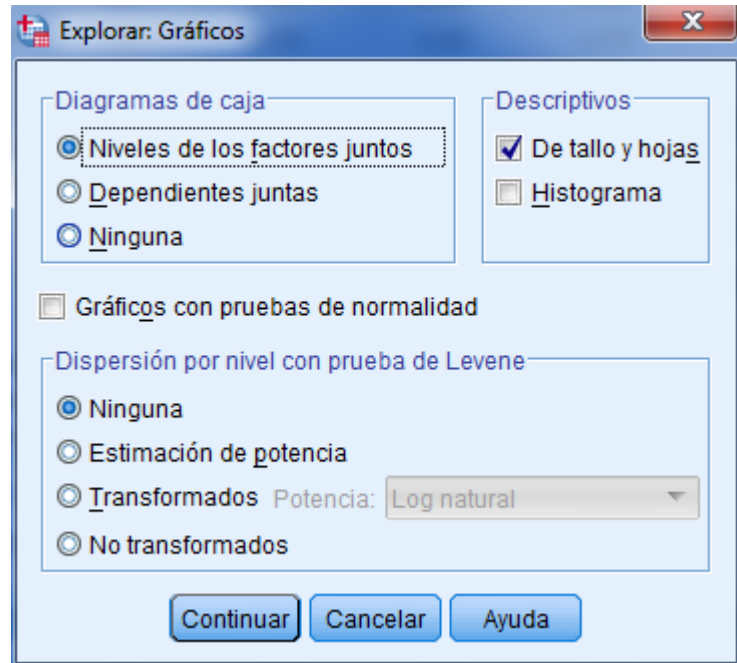 Explorar: Gráficos
Diagramas de caja
Niveles de los factores juntos
Dependientes juntas
Ninguna
Descriptivos
De tallo y hojas
Histograma
Gráficos con pruebas de normalidad
Dispersión por nivel con prueba de Levene
Ninguna
Estimación de potencia
Transformados Potencia: Log natural
No transformados
Continuar Cancelar Ayuda